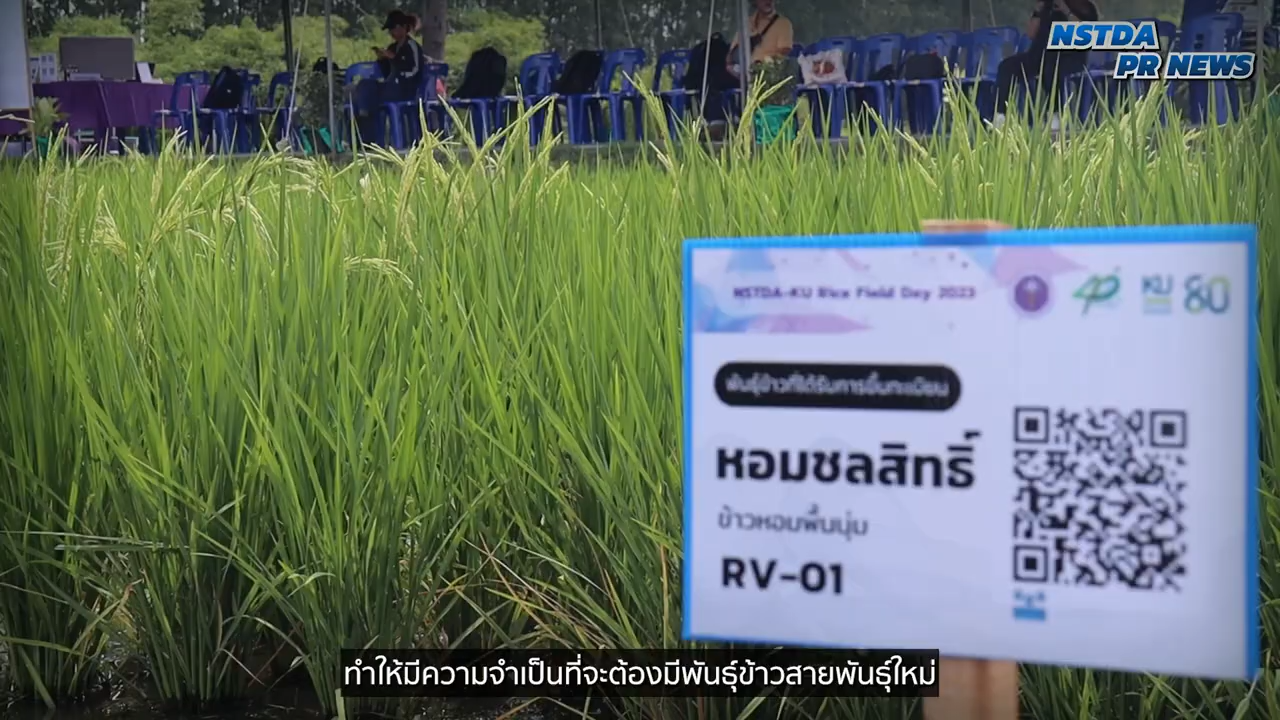 NSTDA
PR NEWS
NSTDA-KU Rice Field Day 2023
KU
80
พันธุ์ข้าวที่ได้รับการขึ้นทะเบียน
หอมชลสิทธิ์
ข้าวหอมพื้นนุ่ม
RV-01
ทำให้มีความจำเป็นที่จะต้องมีพันธุ์ข้าวสายพันธุ์ใหม่